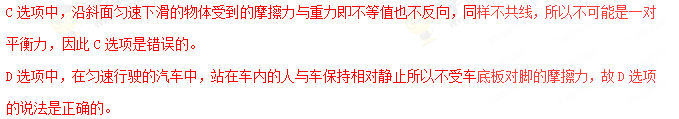 C 选项中，沿斜面匀速下滑的物体受到的摩擦力与重力即不等值也不反向，同样不共线，所以不可能是一对
平衡力，因此 C 选项是错误的。
D 选项中，在匀速行驶的汽车中，站在车内的人与车保持相对静止所以不受车底板对脚的摩擦力，故 D 选项
的说法是正确的。